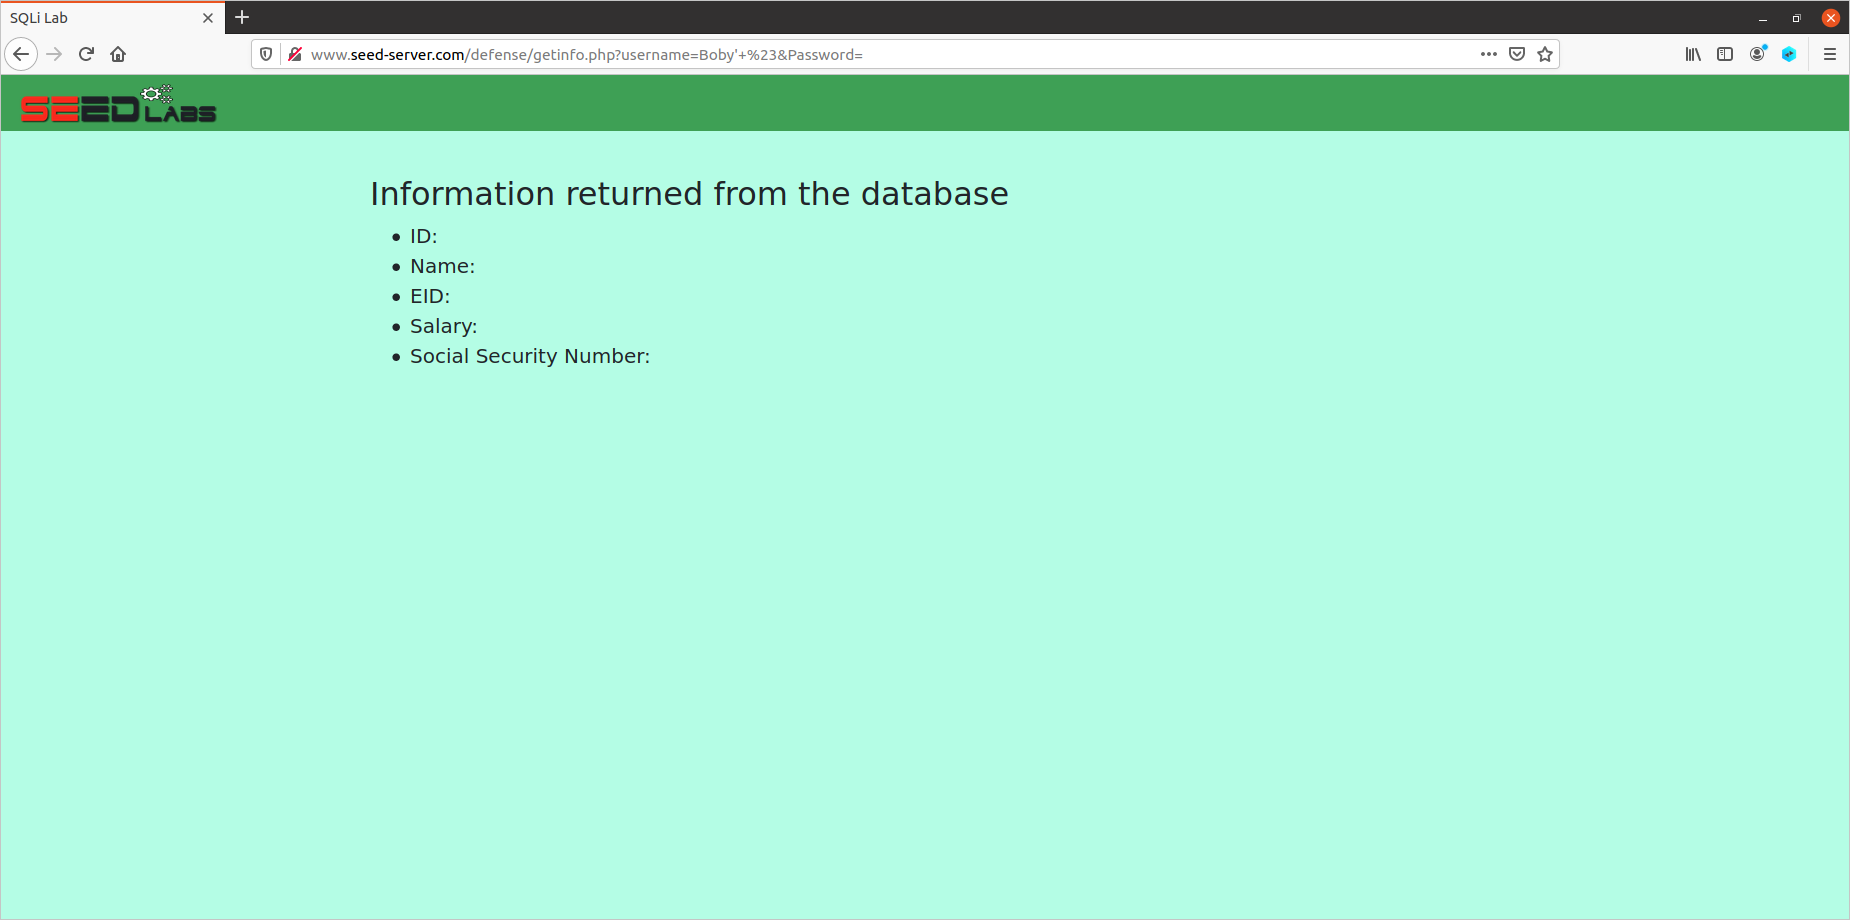 SQLi Lab
www.seed-server.com/defense/getinfo.php?username=Boby'+%23&Password=
SEED LABS
Information returned from the database
• ID:
• Name:
• EID:
• Salary:
• Social Security Number: